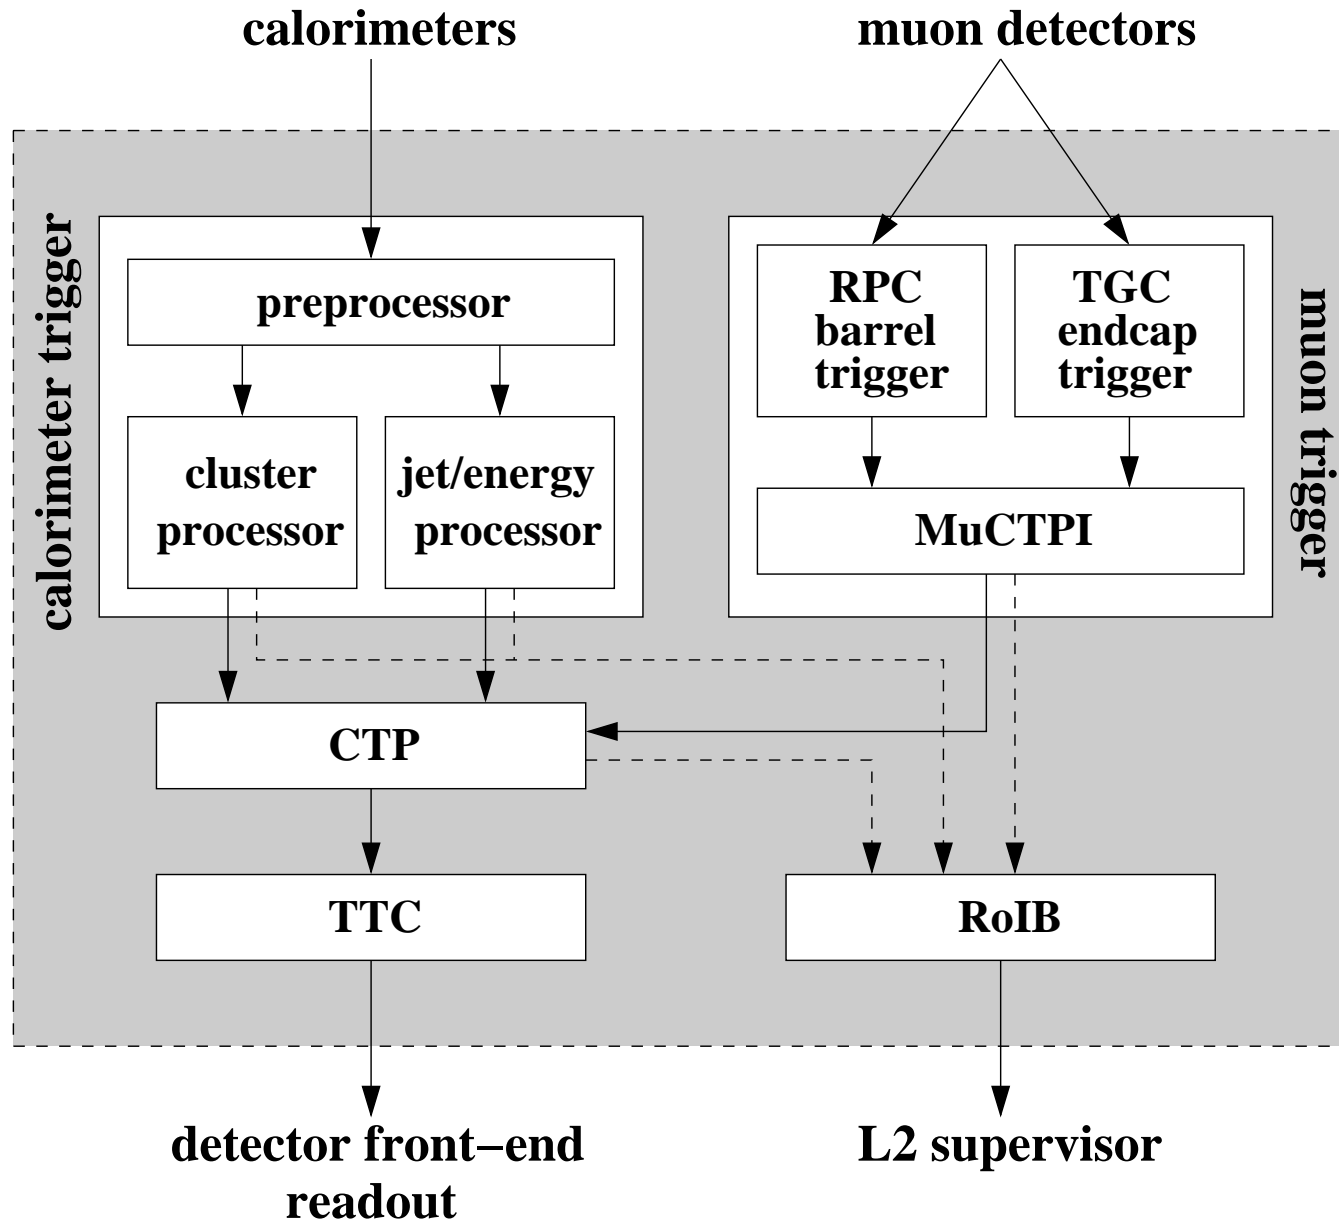 calorimeters
muon detectors
calorimeter trigger
preprocessor
cluster
processor
jet/energy
processor
RPC
barrel
trigger
TGC
endcap
trigger
MuCTPI
muon trigger
CTP
TTC
RoIB
detector front−end
readout
L2 supervisor